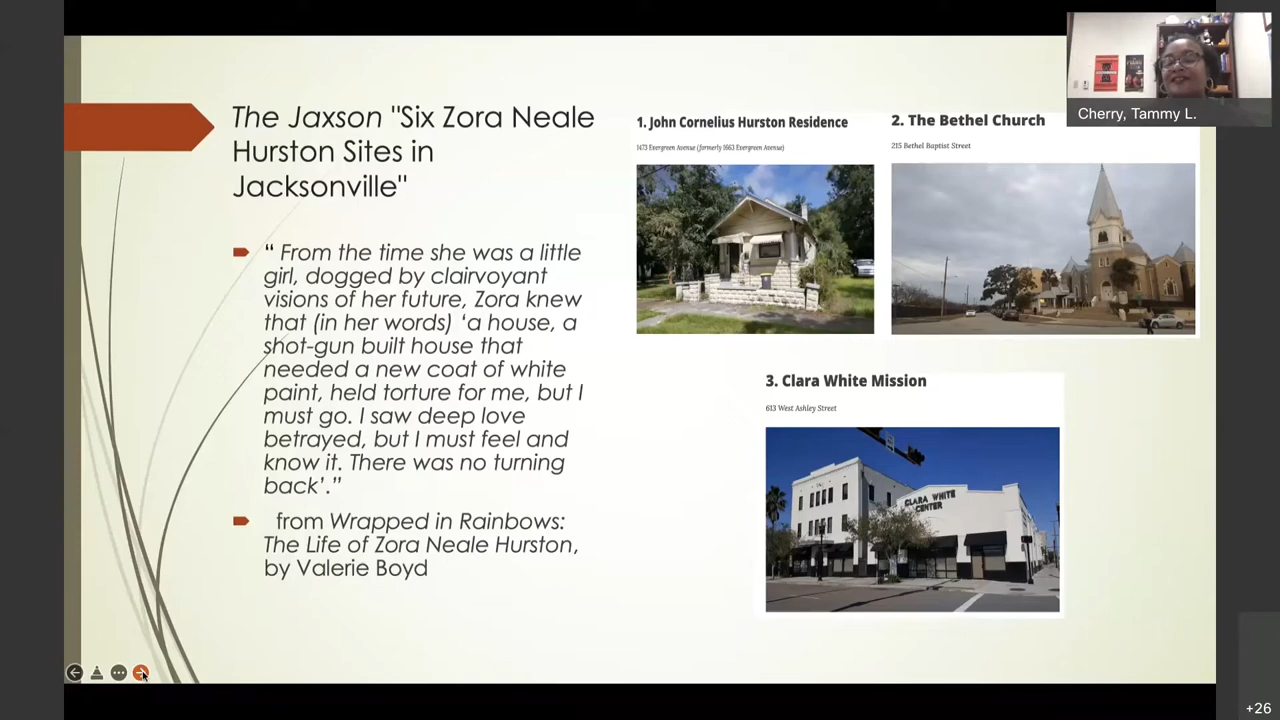 The Jaxson "Six Zora Neale
Hurston Sites in
Jacksonville"
“ From the time she was a little
girl, dogged by clairvoyant
visions of her future, Zora knew
that (in her words) ‘a house, a
shot-gun built house that
needed a new coat of white
paint, held torture for me, but I
must go. I saw deep love
betrayed, but I must feel and
know it. There was no turning
back’.”
from Wrapped in Rainbows:
The Life of Zora Neale Hurston,
by Valerie Boyd
1. John Cornelius Hurston Residence
1473 Evergreen Avenue (formerly 1663 Evergreen Avenue)
2. The Bethel Church
215 Bethel Baptist Street
3. Clara White Mission
613 West Ashley Street
CLARA WHITE
CENTER
Cherry, Tammy L.
+26